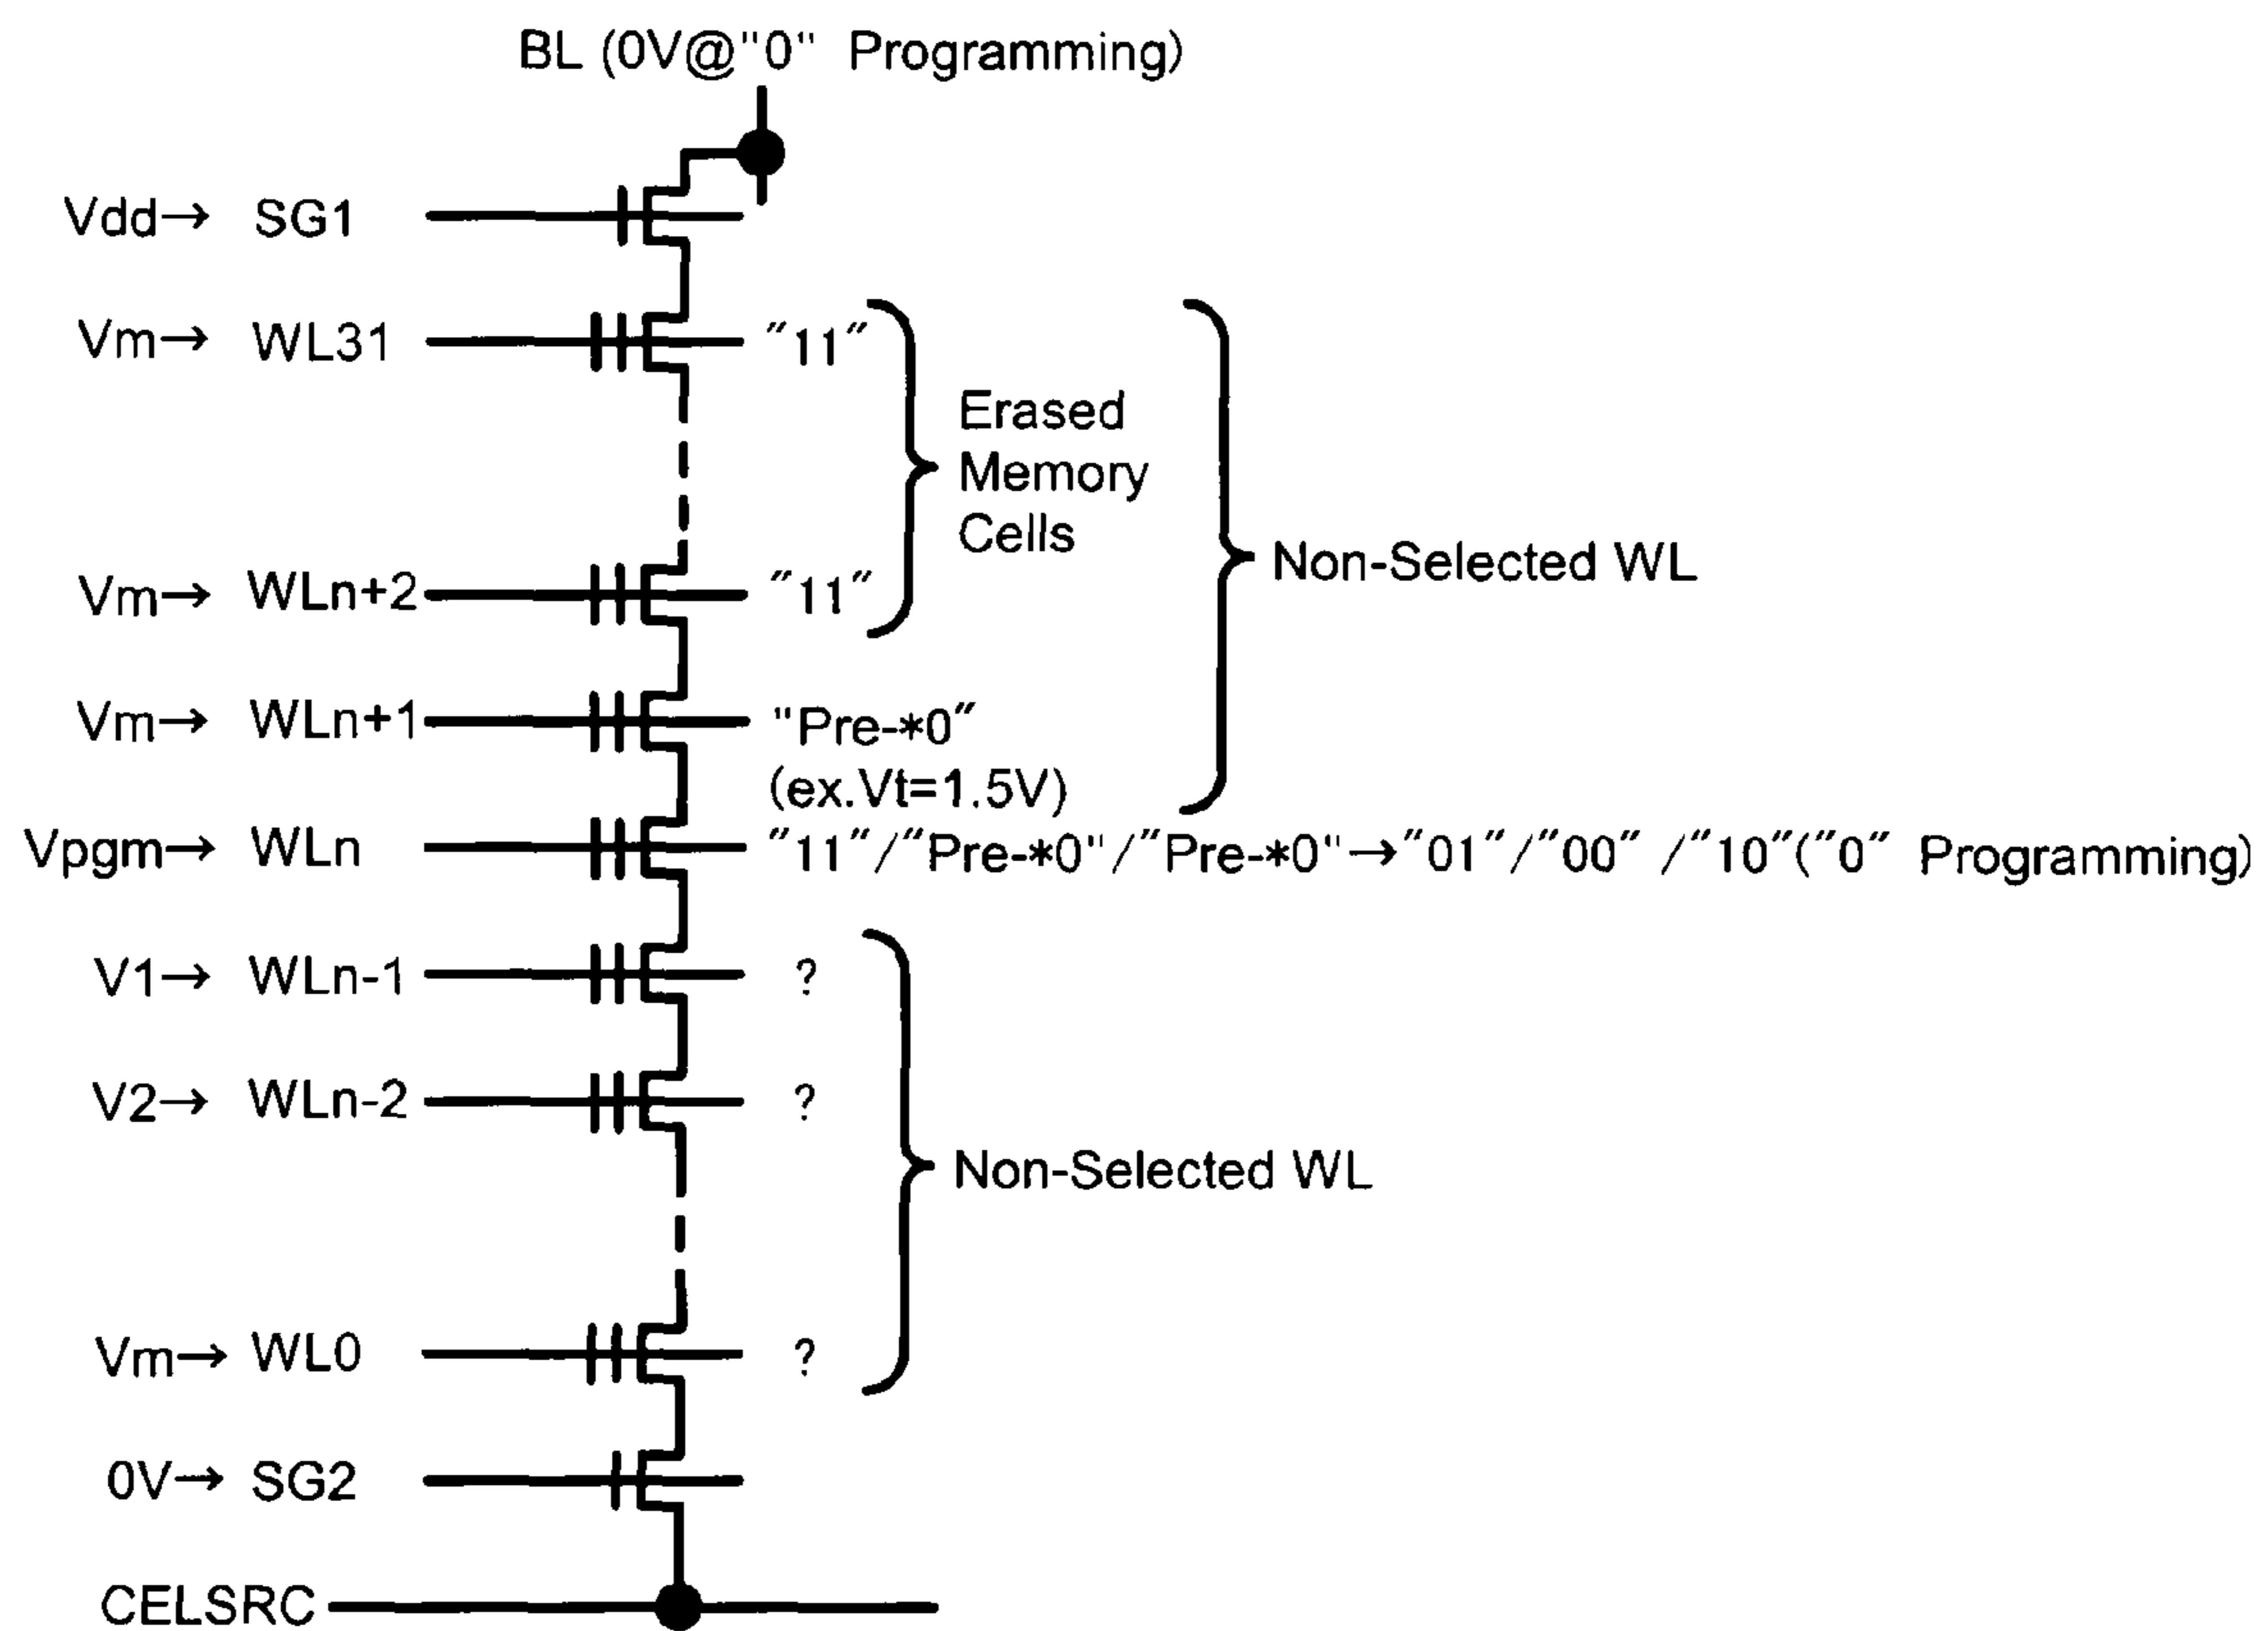 BL (0V@"0" Programming)
Vdd→ SG1
Vm→ WL31 "11"
Erased
Memory
Cells
Vm→ WLn+2 "11"
Non-Selected WL
Vm→ WLn+1 "Pre-*0"
(ex.Vt=1.5V)
Vpgm→ WLn "11"/"Pre-*0"/"Pre-*0"→"01"/"00" /"10"("0" Programming)
V1→ WLn-1 ?
V2→ WLn-2 ?
Non-Selected WL
Vm→ WL0 ?
0V→ SG2
CELSRC